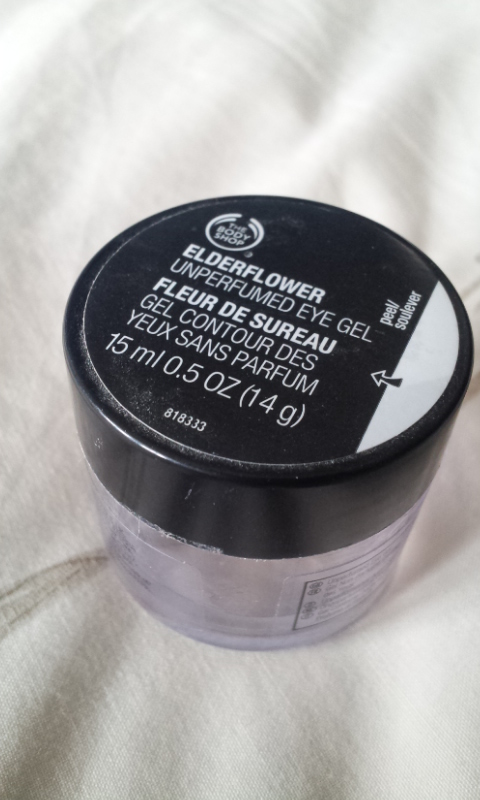 THE
BODY
SHOP
ELDERFLOWER
UNPERFUMED EYE GEL
FLEUR DE SUREAU
GEL CONTOUR DES
YEUX SANS PARFUM
15 ml 0.5 OZ (14 g)
818333
peel/
soulever